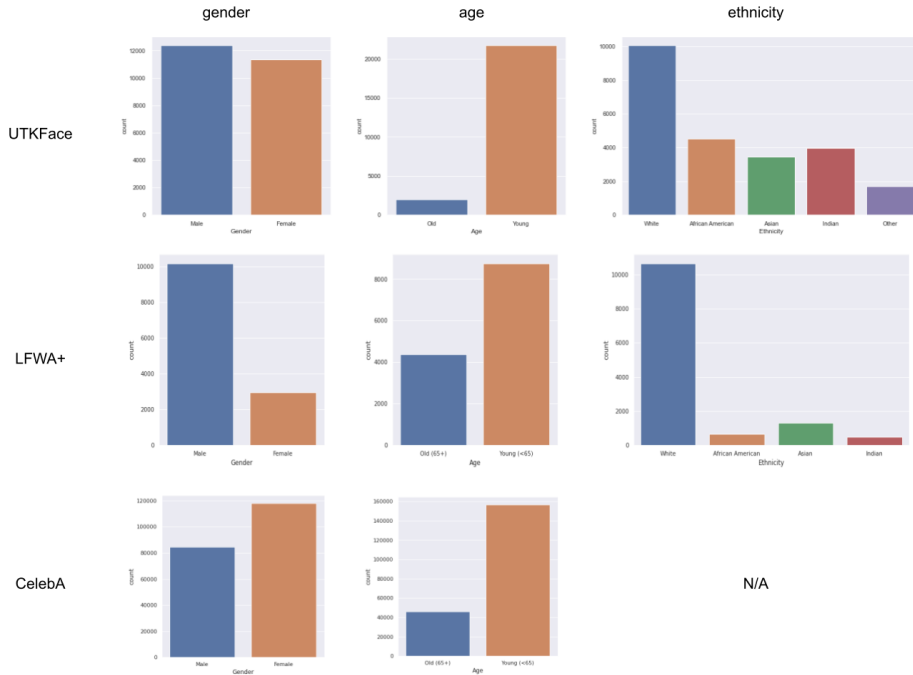 gender age ethnicity
UTKFace
count
12000
10000
8000
6000
4000
2000
0
Male Female
Gender
count
20000
15000
10000
5000
0
Old Young
Age
count
10000
8000
6000
4000
2000
0
White African American Asian Indian Other
Ethnicity
LFWA+
count
10000
8000
6000
4000
2000
0
Male Female
Gender
count
8000
6000
4000
2000
0
Old (65+) Young (<65)
Age
count
10000
8000
6000
4000
2000
0
White African American Asian Indian
Ethnicity
CelebA
count
120000
100000
80000
60000
40000
20000
0
Male Female
Gender
count
160000
140000
120000
100000
80000
60000
40000
20000
0
Old (65+) Young (<65)
Age
N/A